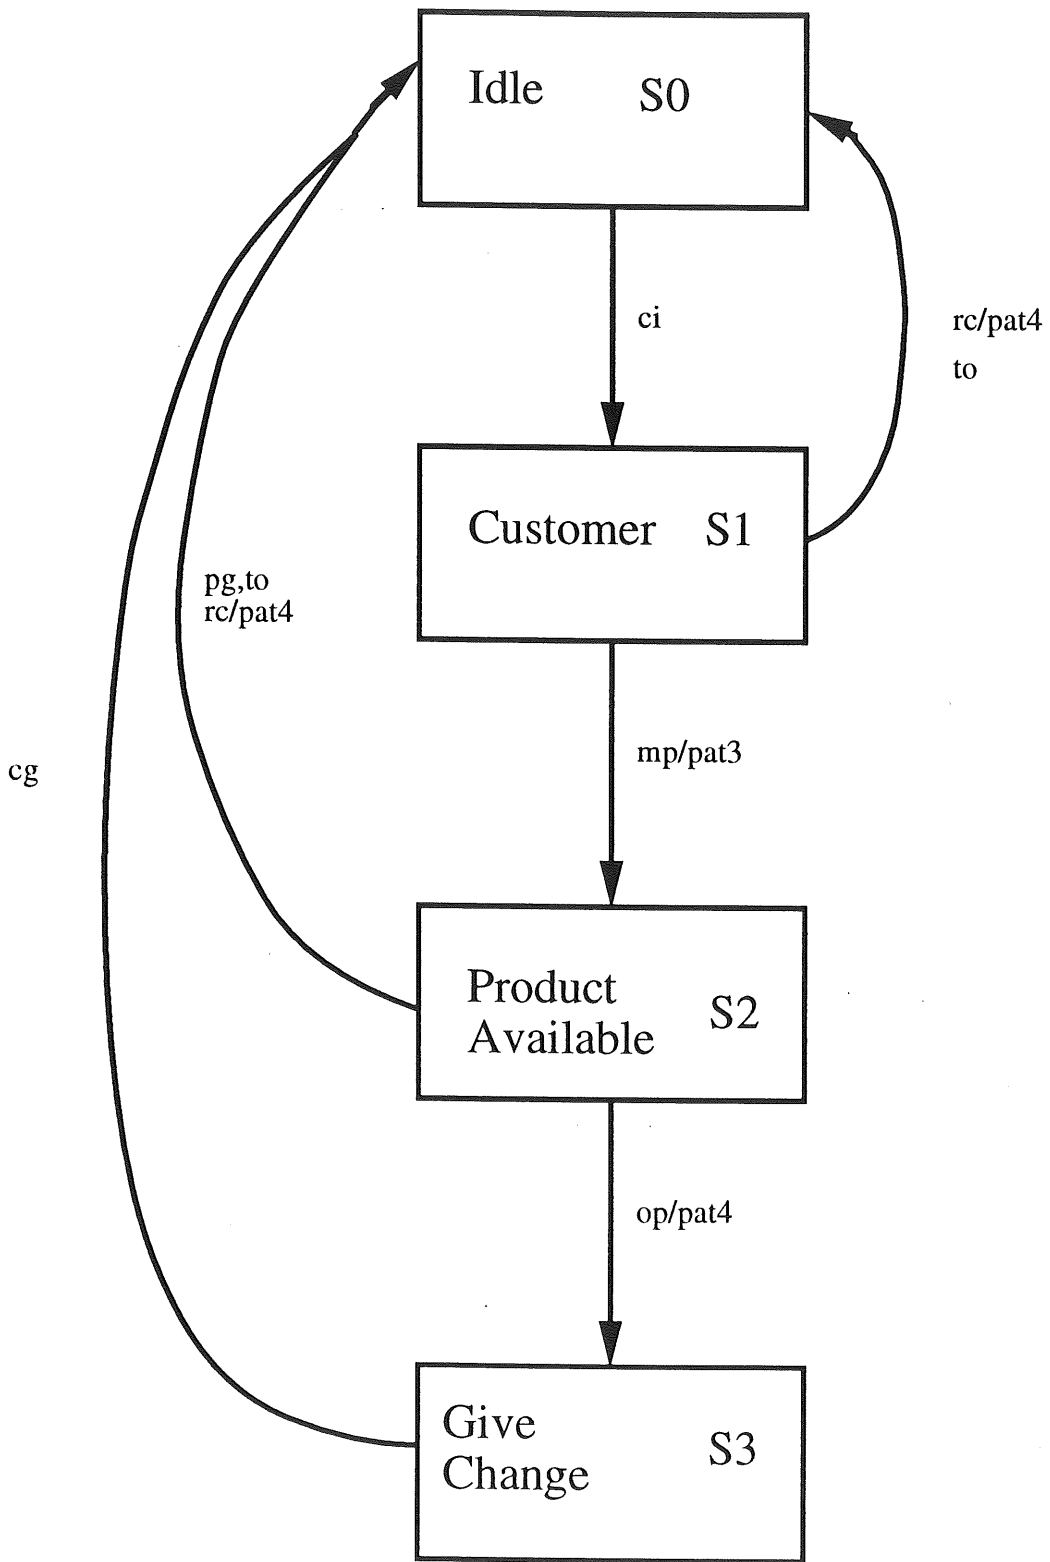 Idle S0
ci
rc/pat4
to
Customer S1
pg,to
rc/pat4
mp/pat3
cg
Product
Available S2
op/pat4
Give
Change S3